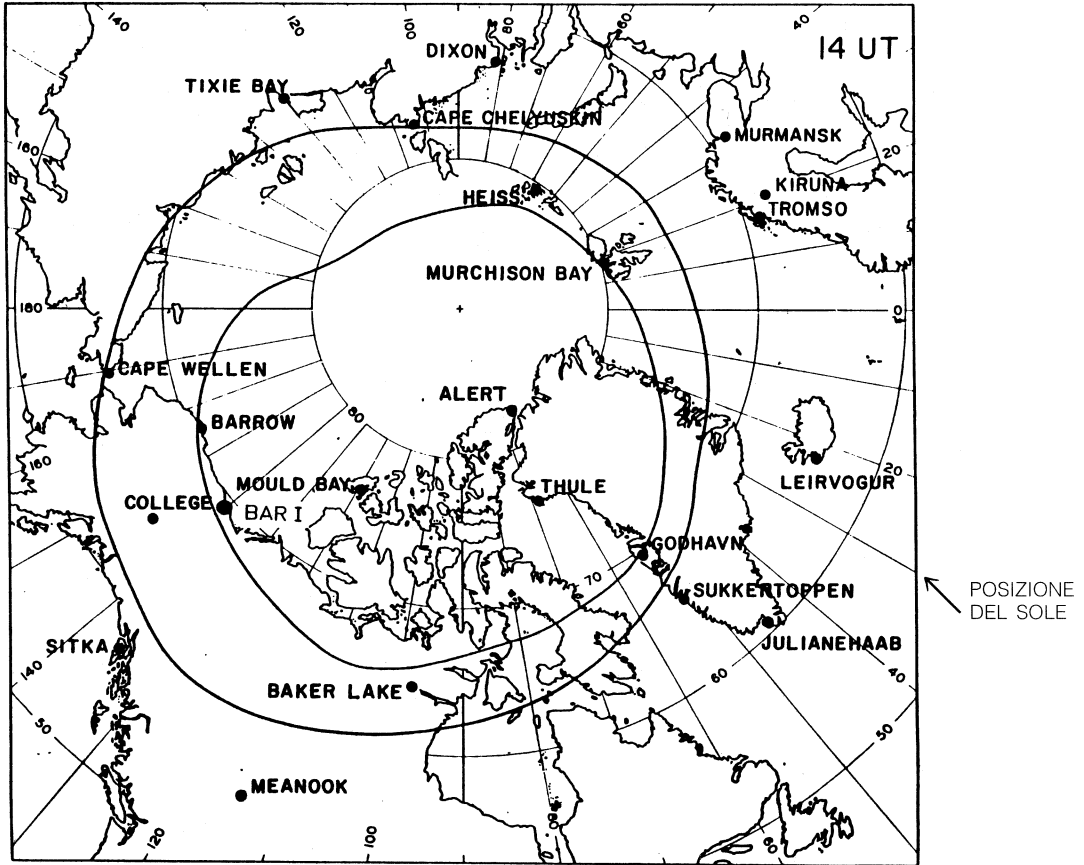 140
120
100
80
60
40
14 UT
DIXON
TIXIE BAY
CAPE CHELYUSKIN
MURMANSK
160
20
KIRUNA
TROMSO
HEISS
MURCHISON BAY
180
0
CAPE WELLEN
ALERT
80
BARROW
160
20
LEIRVOGUR
MOULD BAY
THULE
COLLEGE
BAR I
GODHAVN
70
SUKKERTOPPEN
POSIZIONE
DEL SOLE
JULIANEHAAB
SITKA
140
60
40
BAKER LAKE
50
50
MEANOOK
120
100
80
60